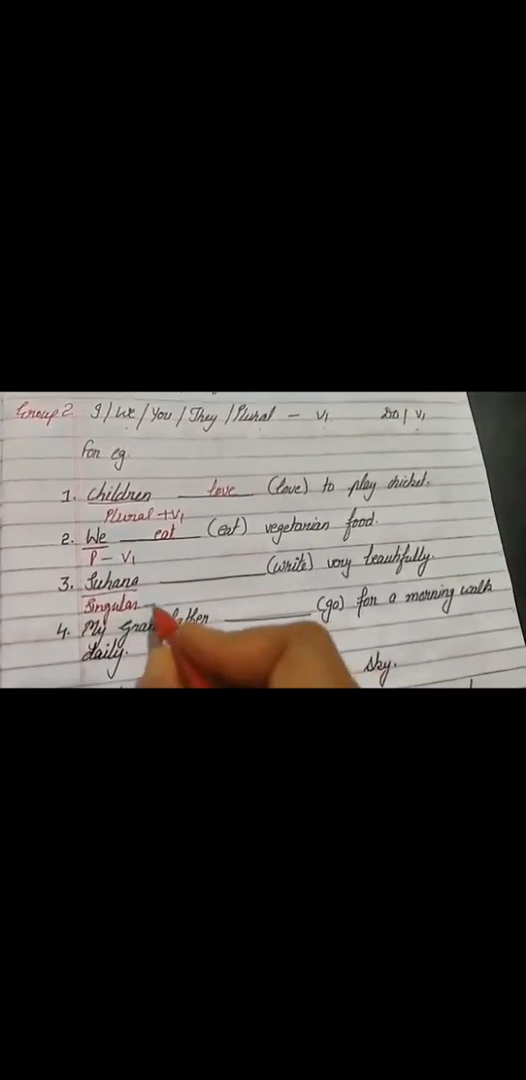 Group 2 I / We / You / They / Plural - V1 DO / V1
For eg.
1. Children love (love) to play cricket.
Plural + V1
2. We eat (eat) vegetarian food.
P - V1
3. Suhana ________ (write) very beautifully.
Singular
4. My ________ (go) for a morning walk
daily.
sky.